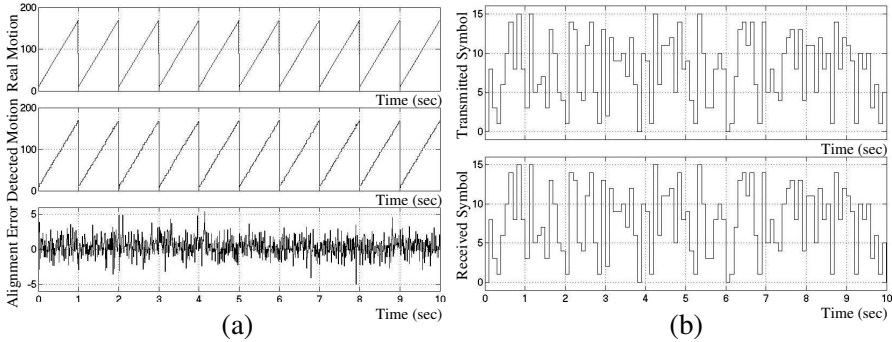 Real Motion
200
100
0
Time (sec)
Detected Motion
200
100
0
Alignment Error
5
0
-5
0 1 2 3 4 5 6 7 8 9 10
Time (sec)
(a)
Transmitted Symbol
15
10
5
0
Time (sec)
Received Symbol
15
10
5
0
0 1 2 3 4 5 6 7 8 9 10
Time (sec)
(b)